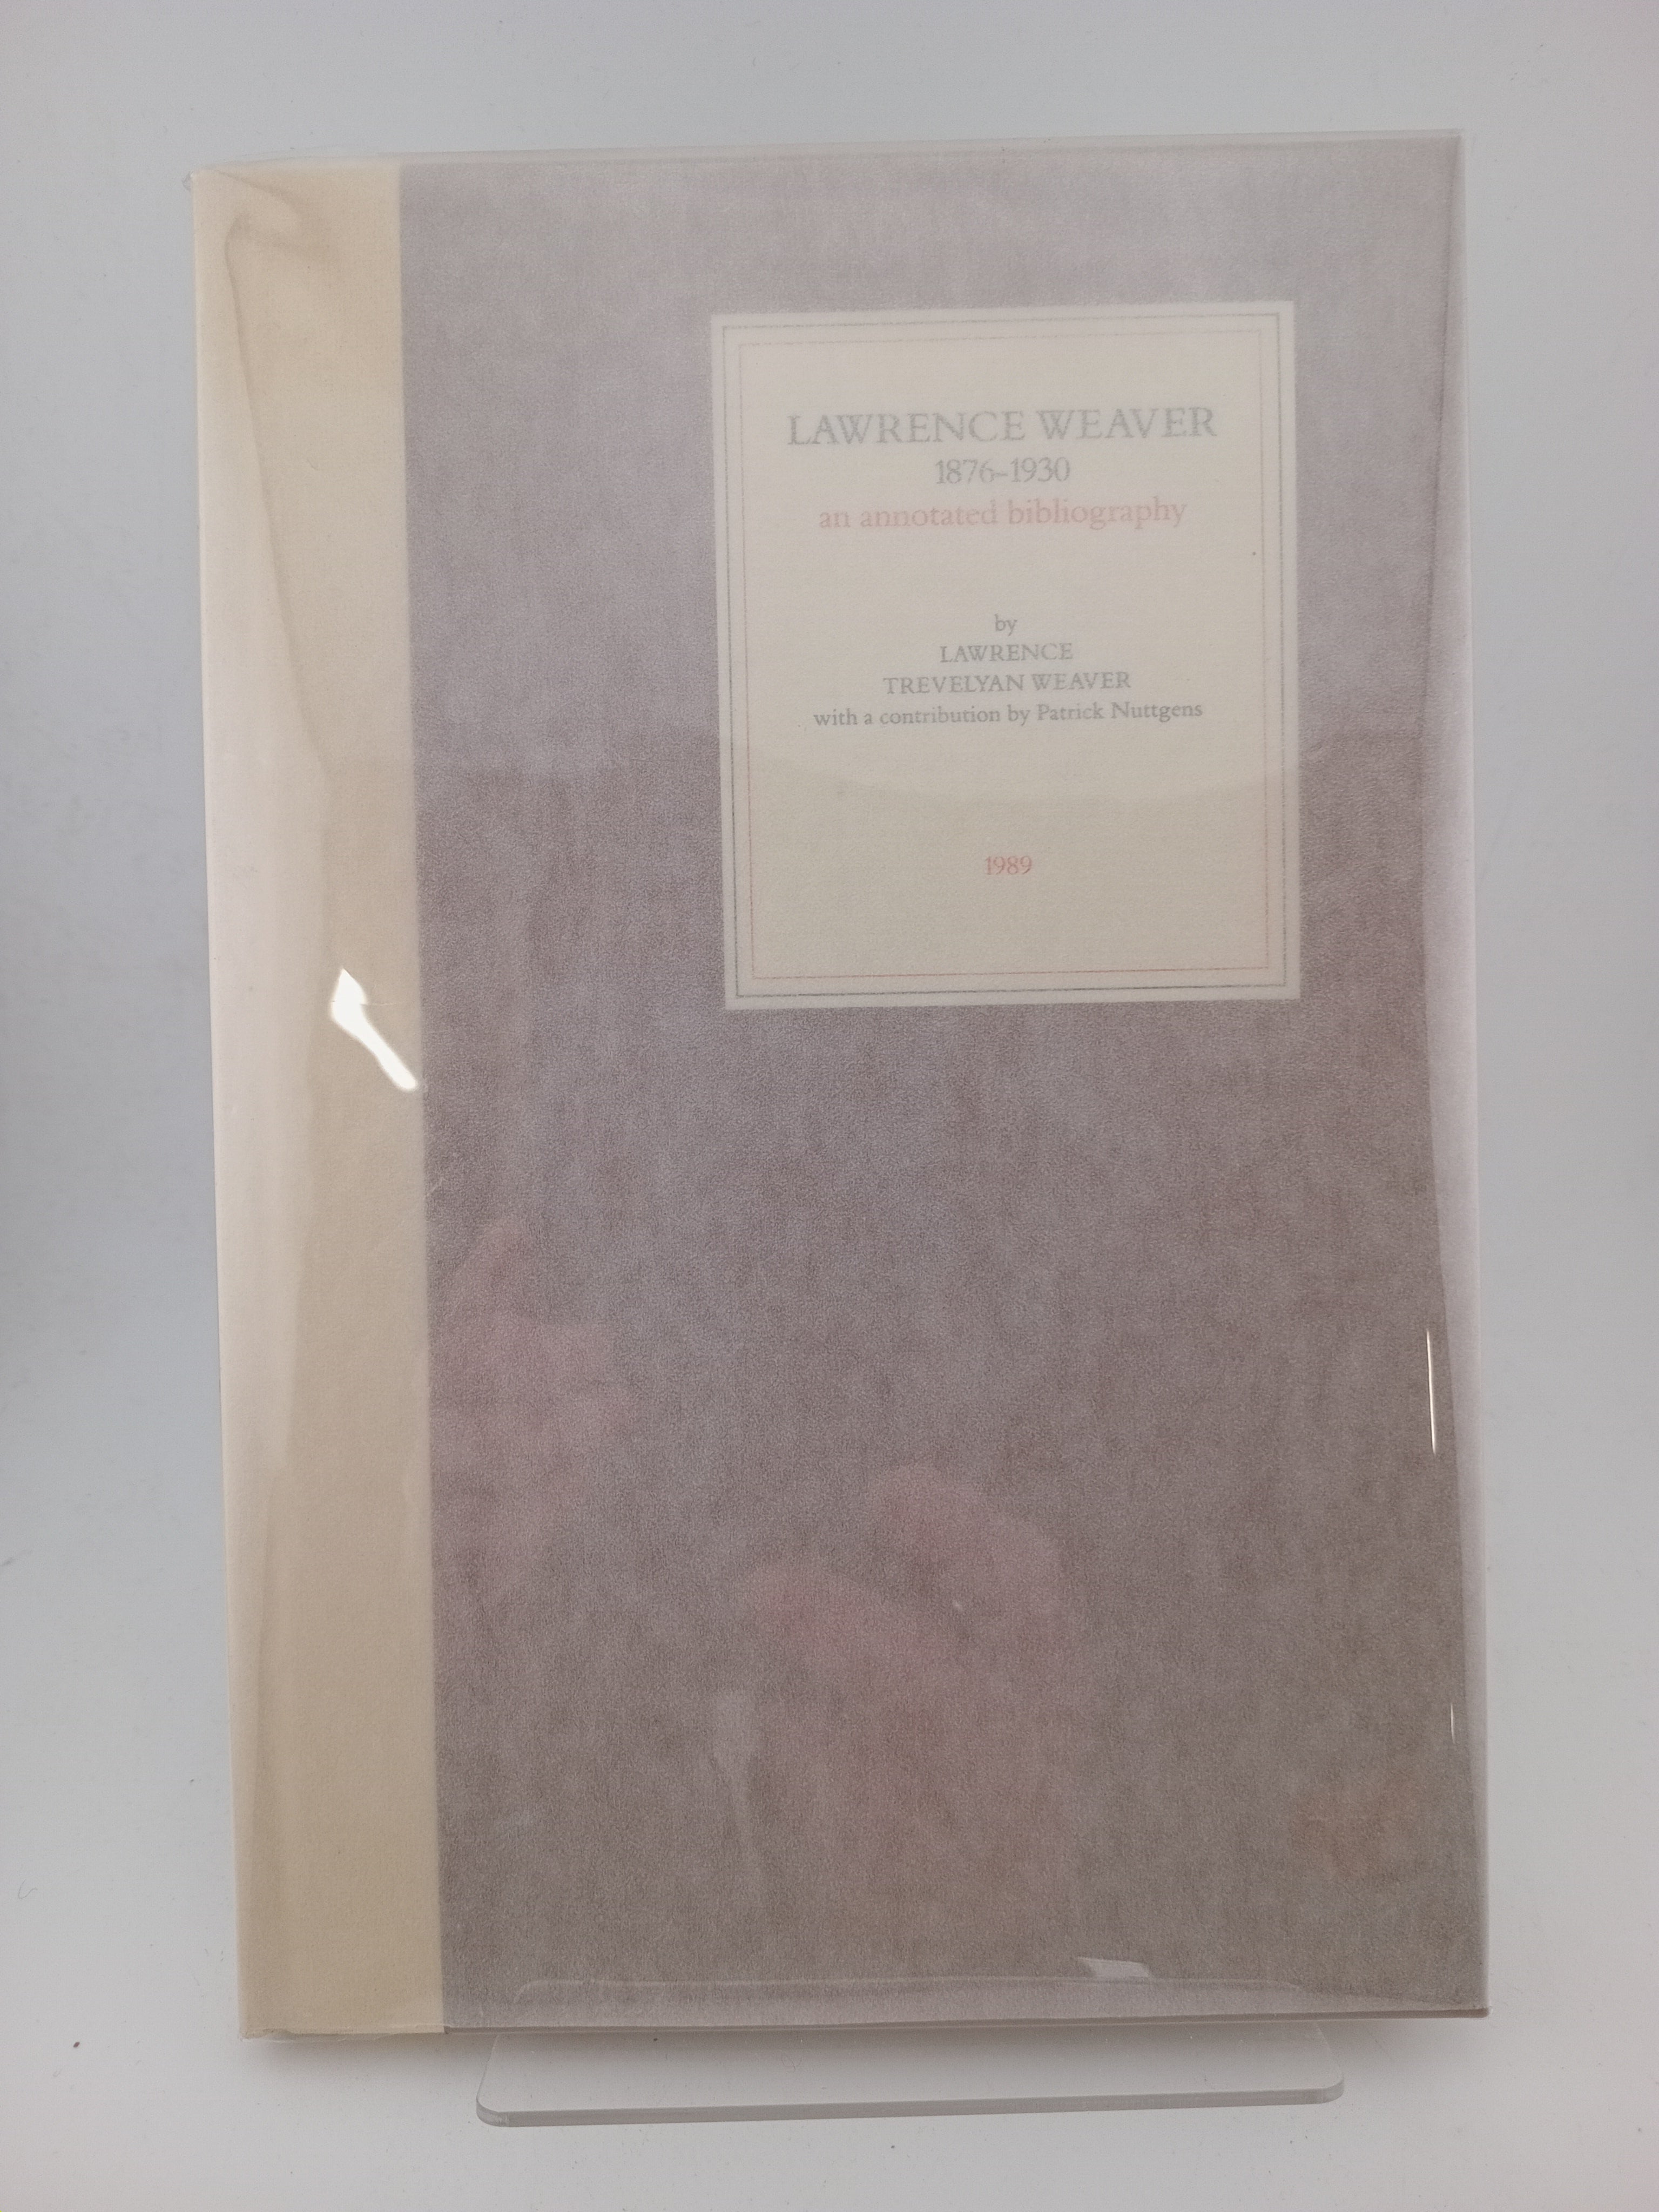 LAWRENCE WEAVER
1876–1930
an annotated bibliography
by
LAWRENCE
TREVELYAN WEAVER
with a contribution by Patrick Nuttgens
1989